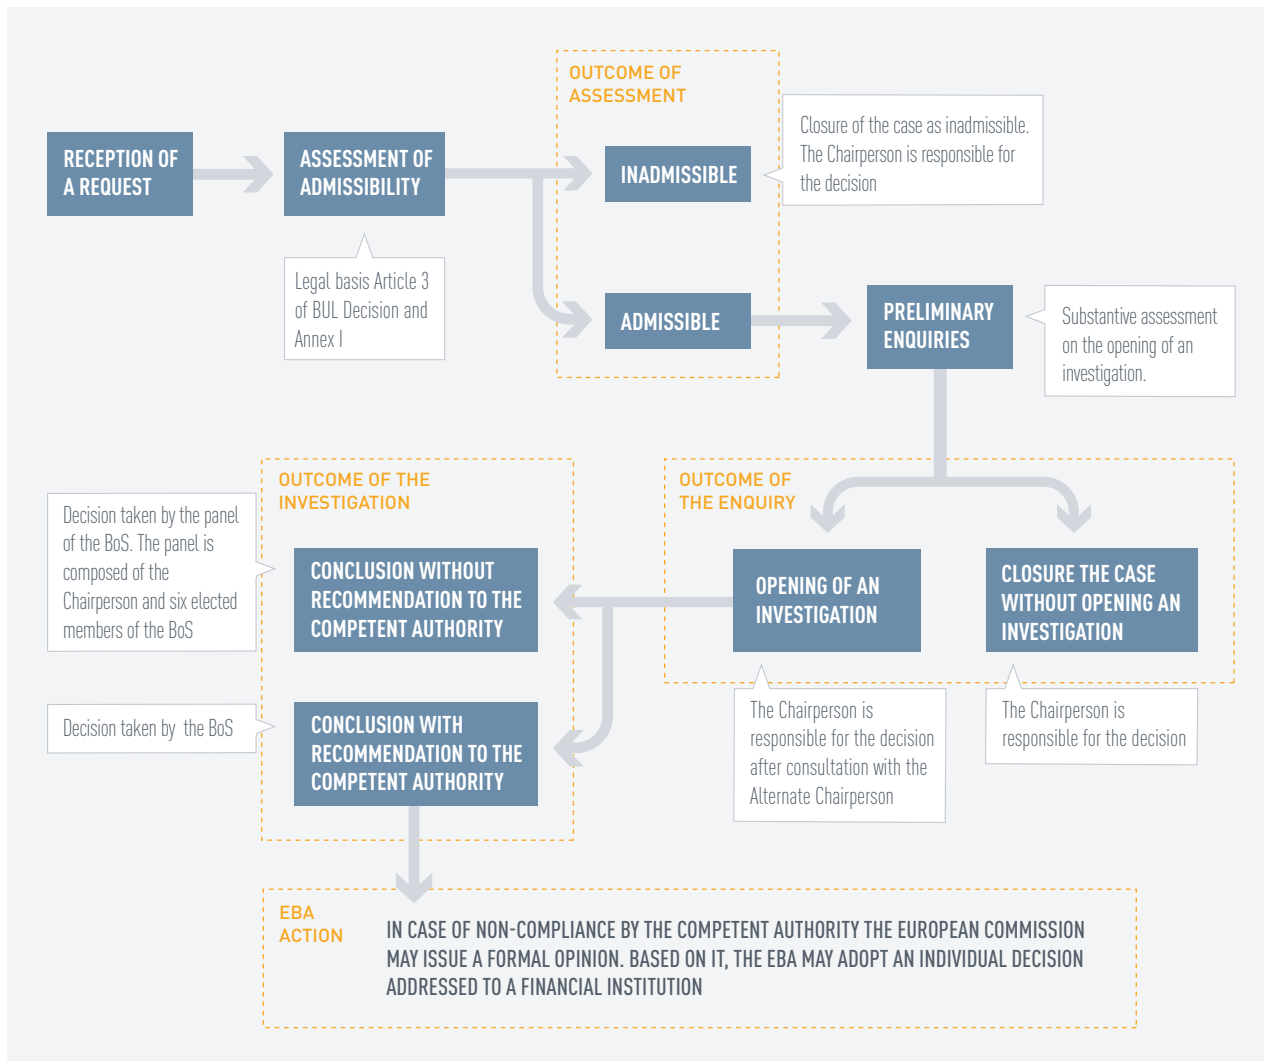 OUTCOME OF
ASSESSMENT
RECEPTION OF
A REQUEST
ASSESSMENT OF
ADMISSIBILITY
INADMISSIBLE
Closure of the case as inadmissible.
The Chairperson is responsible for
the decision
Legal basis Article 3
of BUL Decision and
Annex I
ADMISSIBLE
PRELIMINARY
ENQUIRIES
Substantive assessment
on the opening of an
investigation.
OUTCOME OF THE
INVESTIGATION
OUTCOME OF
THE ENQUIRY
Decision taken by the panel
of the BoS. The panel is
composed of the
Chairperson and six elected
members of the BoS
CONCLUSION WITHOUT
RECOMMENDATION TO THE
COMPETENT AUTHORITY
OPENING OF AN
INVESTIGATION
CLOSURE THE CASE
WITHOUT OPENING AN
INVESTIGATION
Decision taken by the BoS
CONCLUSION WITH
RECOMMENDATION TO THE
COMPETENT AUTHORITY
The Chairperson is
responsible for the decision
after consultation with the
Alternate Chairperson
The Chairperson is
responsible for the decision
EBA
ACTION
IN CASE OF NON-COMPLIANCE BY THE COMPETENT AUTHORITY THE EUROPEAN COMMISSION
MAY ISSUE A FORMAL OPINION. BASED ON IT, THE EBA MAY ADOPT AN INDIVIDUAL DECISION
ADDRESSED TO A FINANCIAL INSTITUTION